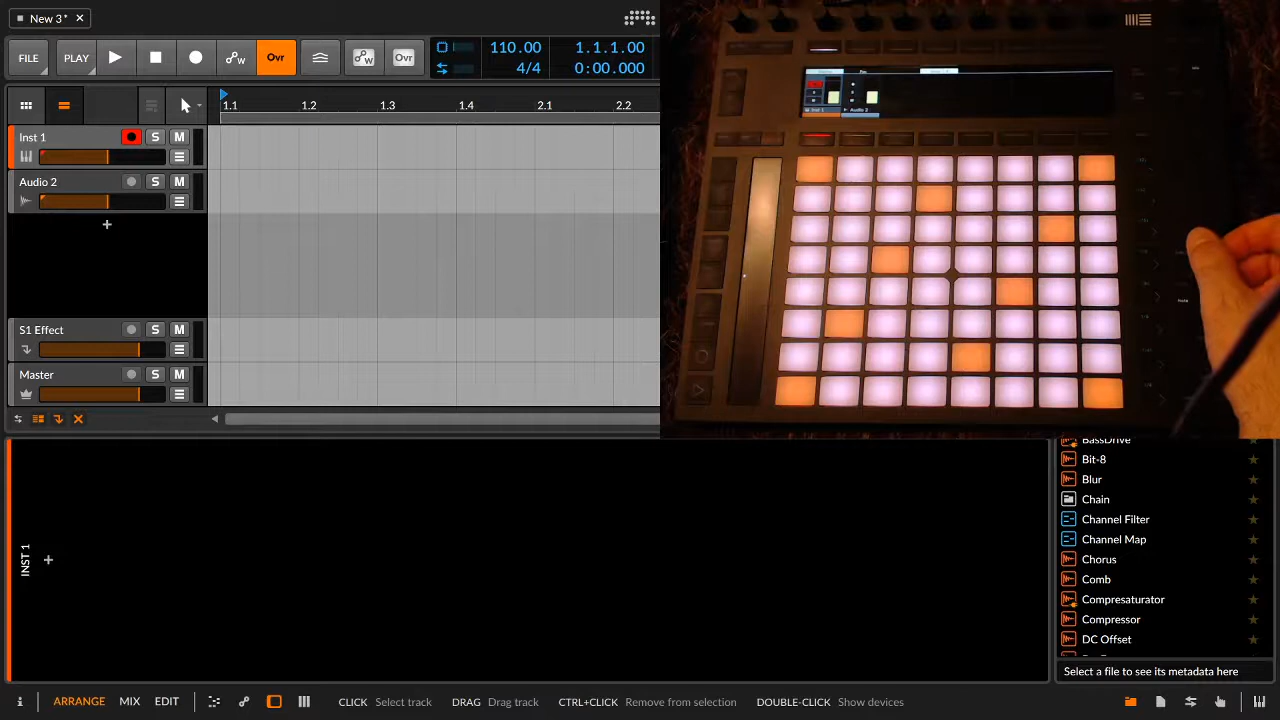 New 3*
FILE
PLAY
Ovr
Ovr
110.00
4/4
1.1.1.00
0:00.000
1.1
1.2
1.3
1.4
2.1
2.2
Inst 1
S
M
Audio 2
S
M
S1 Effect
S
M
Master
S
M
INST 1
BassDrive
Bit-8
Blur
Chain
Channel Filter
Channel Map
Chorus
Comb
Compresaturator
Compressor
DC Offset
Select a file to see its metadata here
i
ARRANGE
MIX
EDIT
CLICK Select track
DRAG Drag track
CTRL+CLICK Remove from selection
DOUBLE-CLICK Show devices